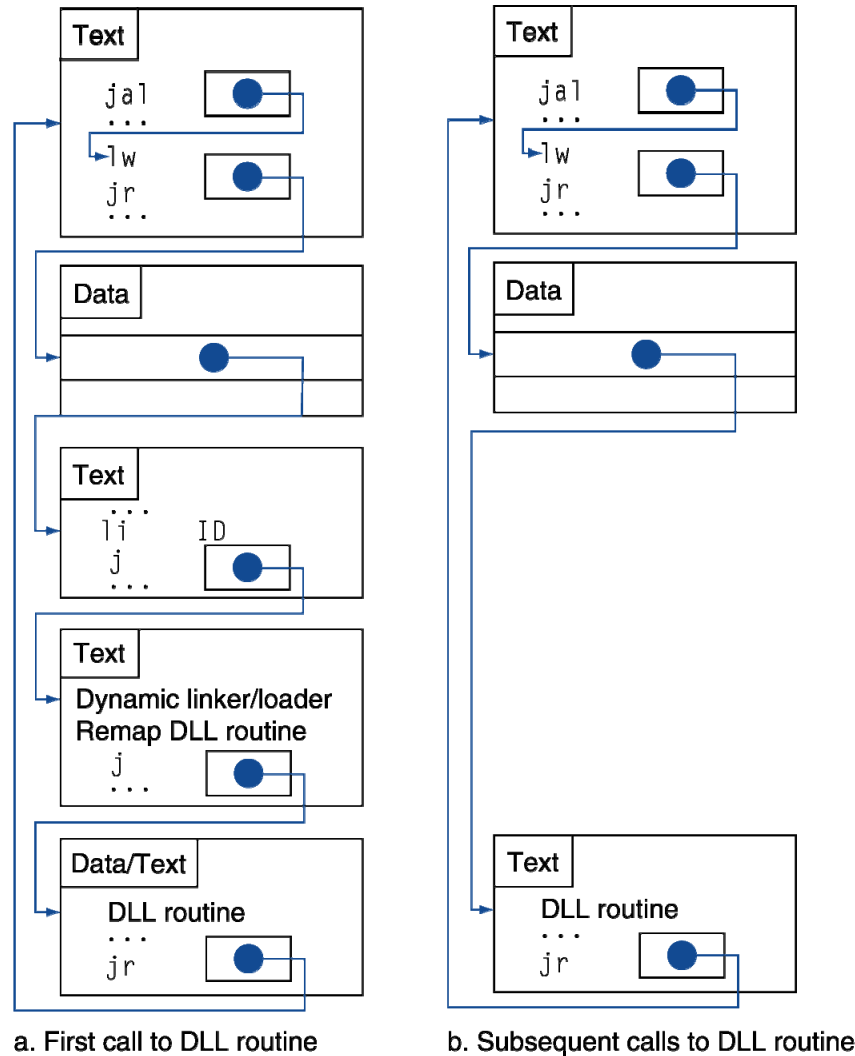 Text
jal
...
lw
jr
...
Data
Text
...
li ID
j
...
Text
Dynamic linker/loader
Remap DLL routine
j
...
Data/Text
DLL routine
...
jr
a. First call to DLL routine
Text
jal
...
lw
jr
...
Data
Text
DLL routine
...
jr
b. Subsequent calls to DLL routine